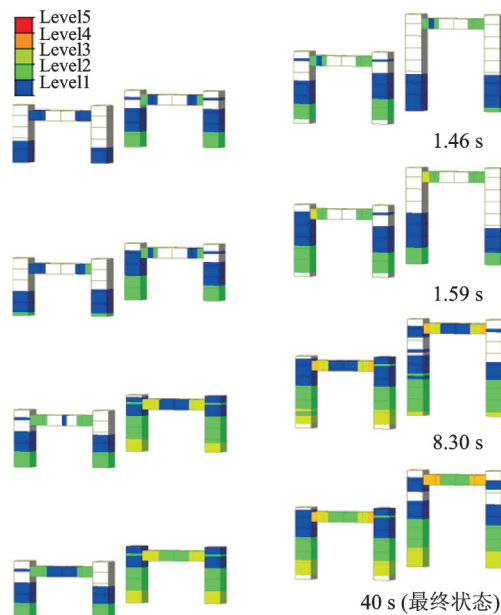 Level5
Level4
Level3
Level2
Level1
1.46 s
1.59 s
8.30 s
40 s (最终状态)